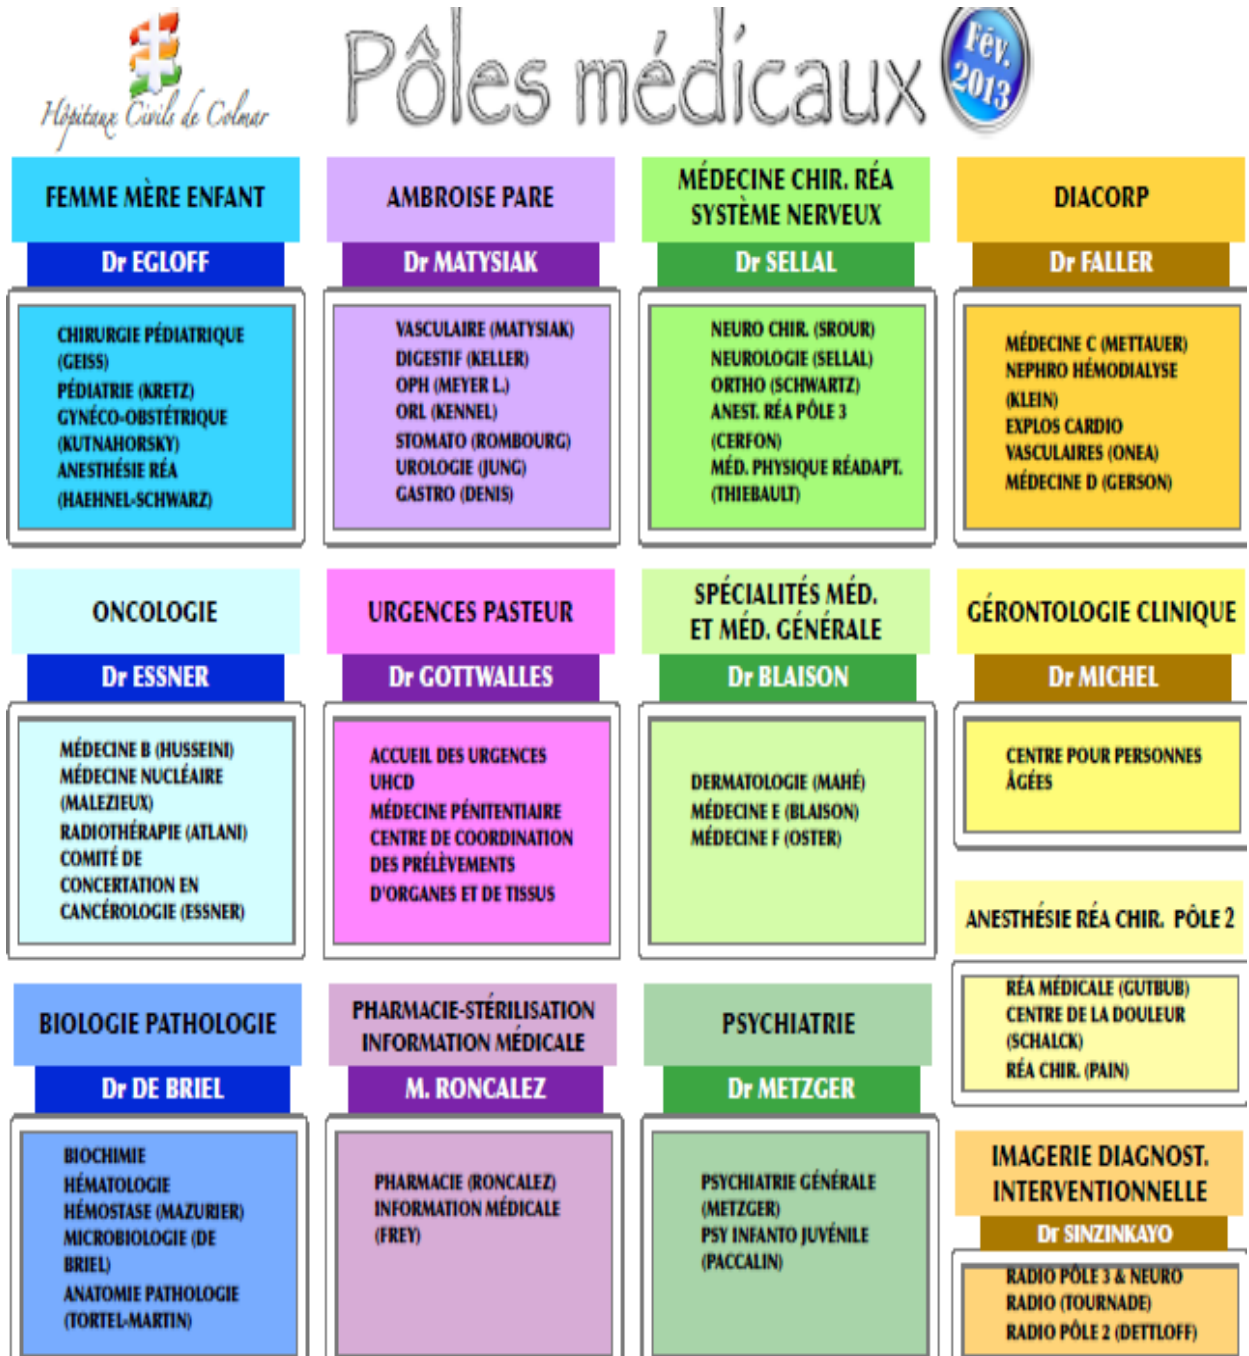 Hôpitaux Civils de Colmar
Pôles médicaux
Fév.
2013
FEMME MÈRE ENFANT
Dr EGLOFF
CHIRURGIE PÉDIATRIQUE
(GEISS)
PÉDIATRIE (KRETZ)
GYNÉCO-OBSTÉTRIQUE
(KUTNAHORSKY)
ANESTHÉSIE RÉA
(HAEHNEL-SCHWARZ)
AMBROISE PARE
Dr MATYSIAK
VASCULAIRE (MATYSIAK)
DIGESTIF (KELLER)
OPH (MEYER L.)
ORL (KENNEL)
STOMATO (ROMBOURG)
UROLOGIE (JUNG)
GASTRO (DENIS)
MÉDECINE CHIR. RÉA
SYSTÈME NERVEUX
Dr SELLAL
NEURO CHIR. (SROUR)
NEUROLOGIE (SELLAL)
ORTHO (SCHWARTZ)
ANEST. RÉA PÔLE 3
(CERFON)
MÉD. PHYSIQUE RÉADAPT.
(THIEBAULT)
DIACORP
Dr FALLER
MÉDECINE C (METTAUER)
NEPHRO HÉMODIALYSE
(KLEIN)
EXPLOS CARDIO
VASCULAIRES (ONEA)
MÉDECINE D (GERSON)
ONCOLOGIE
Dr ESSNER
MÉDECINE B (HUSSEINI)
MÉDECINE NUCLÉAIRE
(MALEZIEUX)
RADIOTHÉRAPIE (ATLANI)
COMITÉ DE
CONCERTATION EN
CANCÉROLOGIE (ESSNER)
URGENCES PASTEUR
Dr GOTTWALLES
ACCUEIL DES URGENCES
UHCD
MÉDECINE PÉNITENTIAIRE
CENTRE DE COORDINATION
DES PRÉLÈVEMENTS
D'ORGANES ET DE TISSUS
SPÉCIALITÉS MÉD.
ET MÉD. GÉNÉRALE
Dr BLAISON
DERMATOLOGIE (MAHÉ)
MÉDECINE E (BLAISON)
MÉDECINE F (OSTER)
GÉRONTOLOGIE CLINIQUE
Dr MICHEL
CENTRE POUR PERSONNES
ÂGÉES
ANESTHÉSIE RÉA CHIR. PÔLE 2
RÉA MÉDICALE (GUTBUB)
CENTRE DE LA DOULEUR
(SCHALCK)
RÉA CHIR. (PAIN)
BIOLOGIE PATHOLOGIE
Dr DE BRIEL
BIOCHIMIE
HÉMATOLOGIE
HÉMOSTASE (MAZURIER)
MICROBIOLOGIE (DE
BRIEL)
ANATOMIE PATHOLOGIE
(TORTEL-MARTIN)
PHARMACIE-STÉRILISATION
INFORMATION MÉDICALE
M. RONCALEZ
PHARMACIE (RONCALEZ)
INFORMATION MÉDICALE
(FREY)
PSYCHIATRIE
Dr METZGER
PSYCHIATRIE GÉNÉRALE
(METZGER)
PSY INFANTO JUVÉNILE
(PACCALIN)
IMAGERIE DIAGNOST.
INTERVENTIONNELLE
Dr SINZINKAYO
RADIO PÔLE 3 & NEURO
RADIO (TOURNADE)
RADIO PÔLE 2 (DETTLOFF)